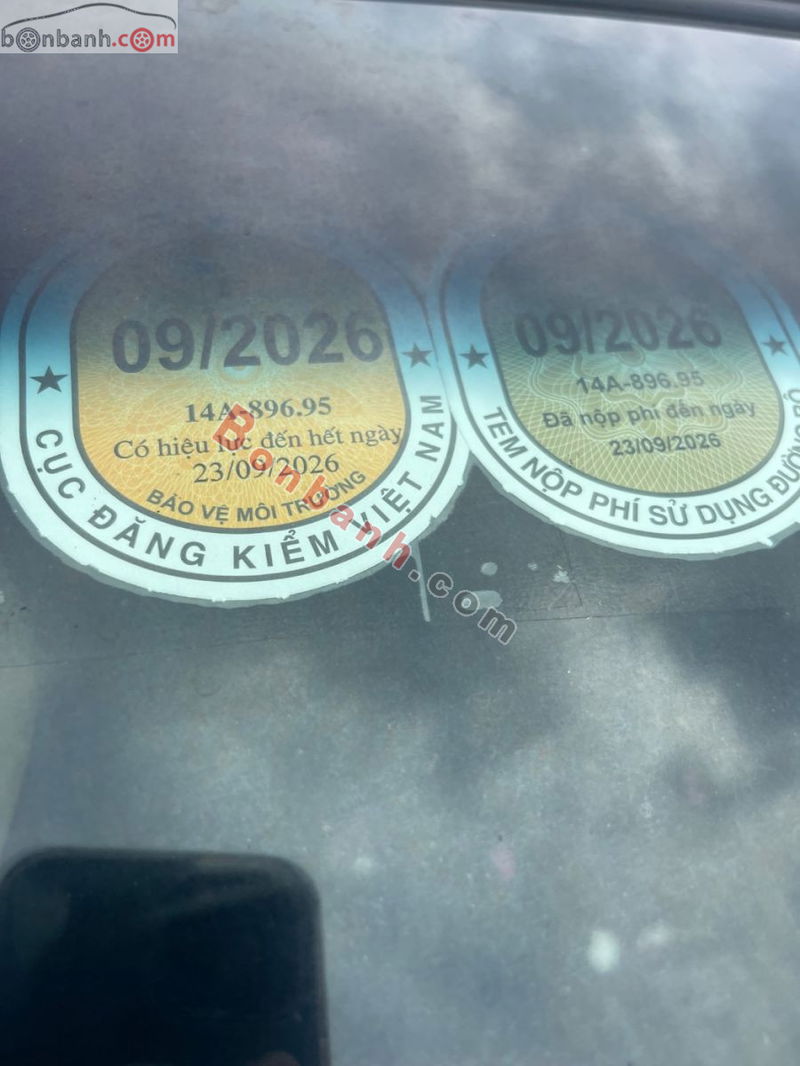 bonbanh.com
09/2026
14A-896.95
Có hiệu lực đến hết ngày
23/09/2026
BẢO VỆ MÔI TRƯỜNG
CỤC ĐĂNG KIỂM VIỆT NAM
09/2026
14A-896.95
Đã nộp phí đến ngày
23/09/2026
TEM NỘP PHÍ SỬ DỤNG ĐƯỜNG BỘ
Bonbanh.com